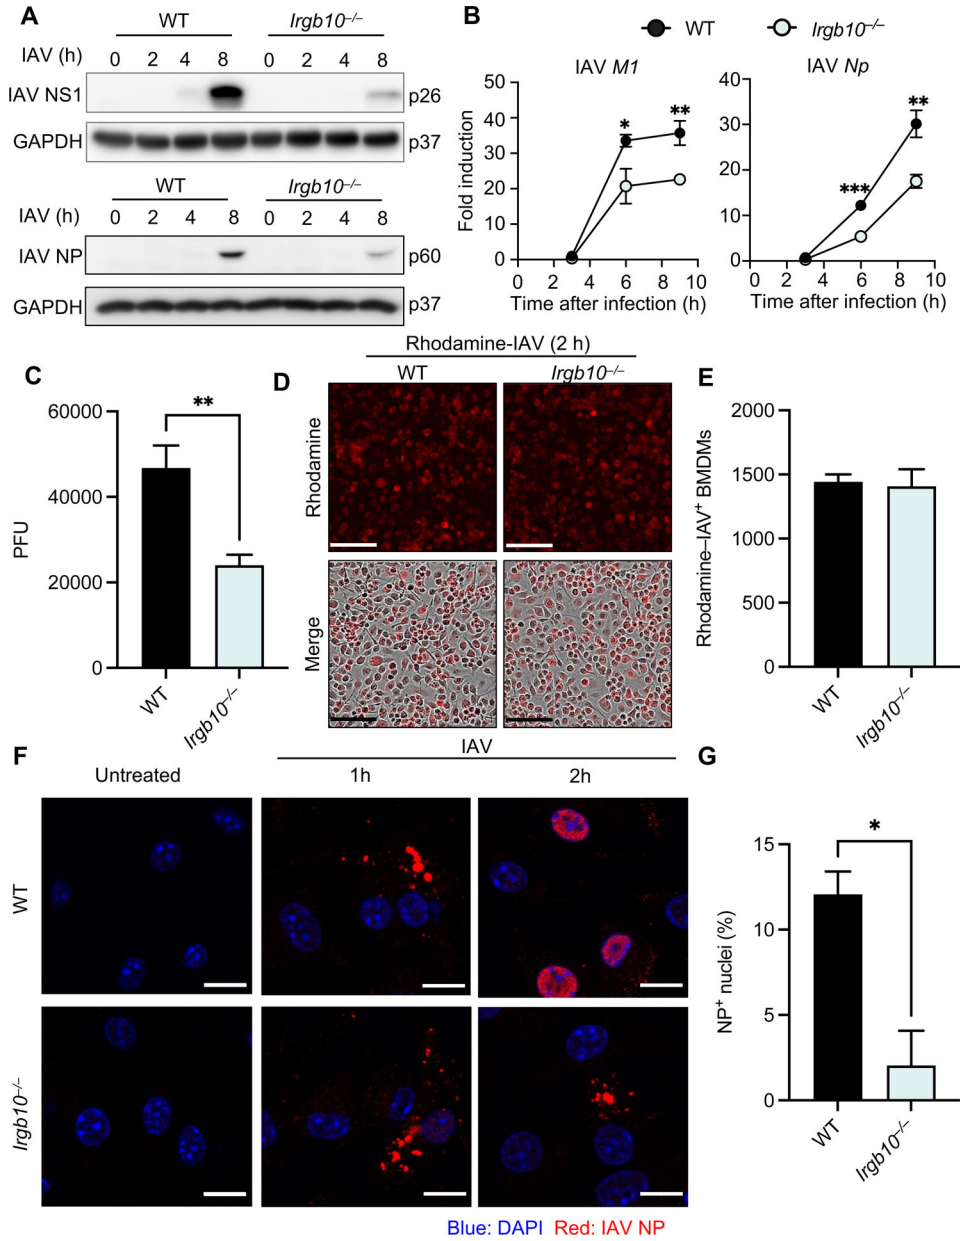 A
WT Irgb10–/–
IAV (h) 0 2 4 8 0 2 4 8
IAV NS1 p26
GAPDH p37
WT Irgb10–/–
IAV (h) 0 2 4 8 0 2 4 8
IAV NP p60
GAPDH p37
B
WT Irgb10–/–
IAV M1
Fold induction
50
40
30
20
10
0
* **
0 2 4 6 8 10
Time after infection (h)
IAV Np
40
30
20
10
0
*** **
0 2 4 6 8 10
Time after infection (h)
C
PFU
60000
40000
20000
0
**
WT Irgb10–/–
D
Rhodamine-IAV (2 h)
WT Irgb10–/–
Rhodamine
Merge
E
Rhodamine–IAV+ BMDMs
2000
1500
1000
500
0
WT Irgb10–/–
F
IAV
Untreated 1h 2h
WT
Irgb10–/–
Blue: DAPI Red: IAV NP
G
NP+ nuclei (%)
15
10
5
0
*
WT Irgb10–/–